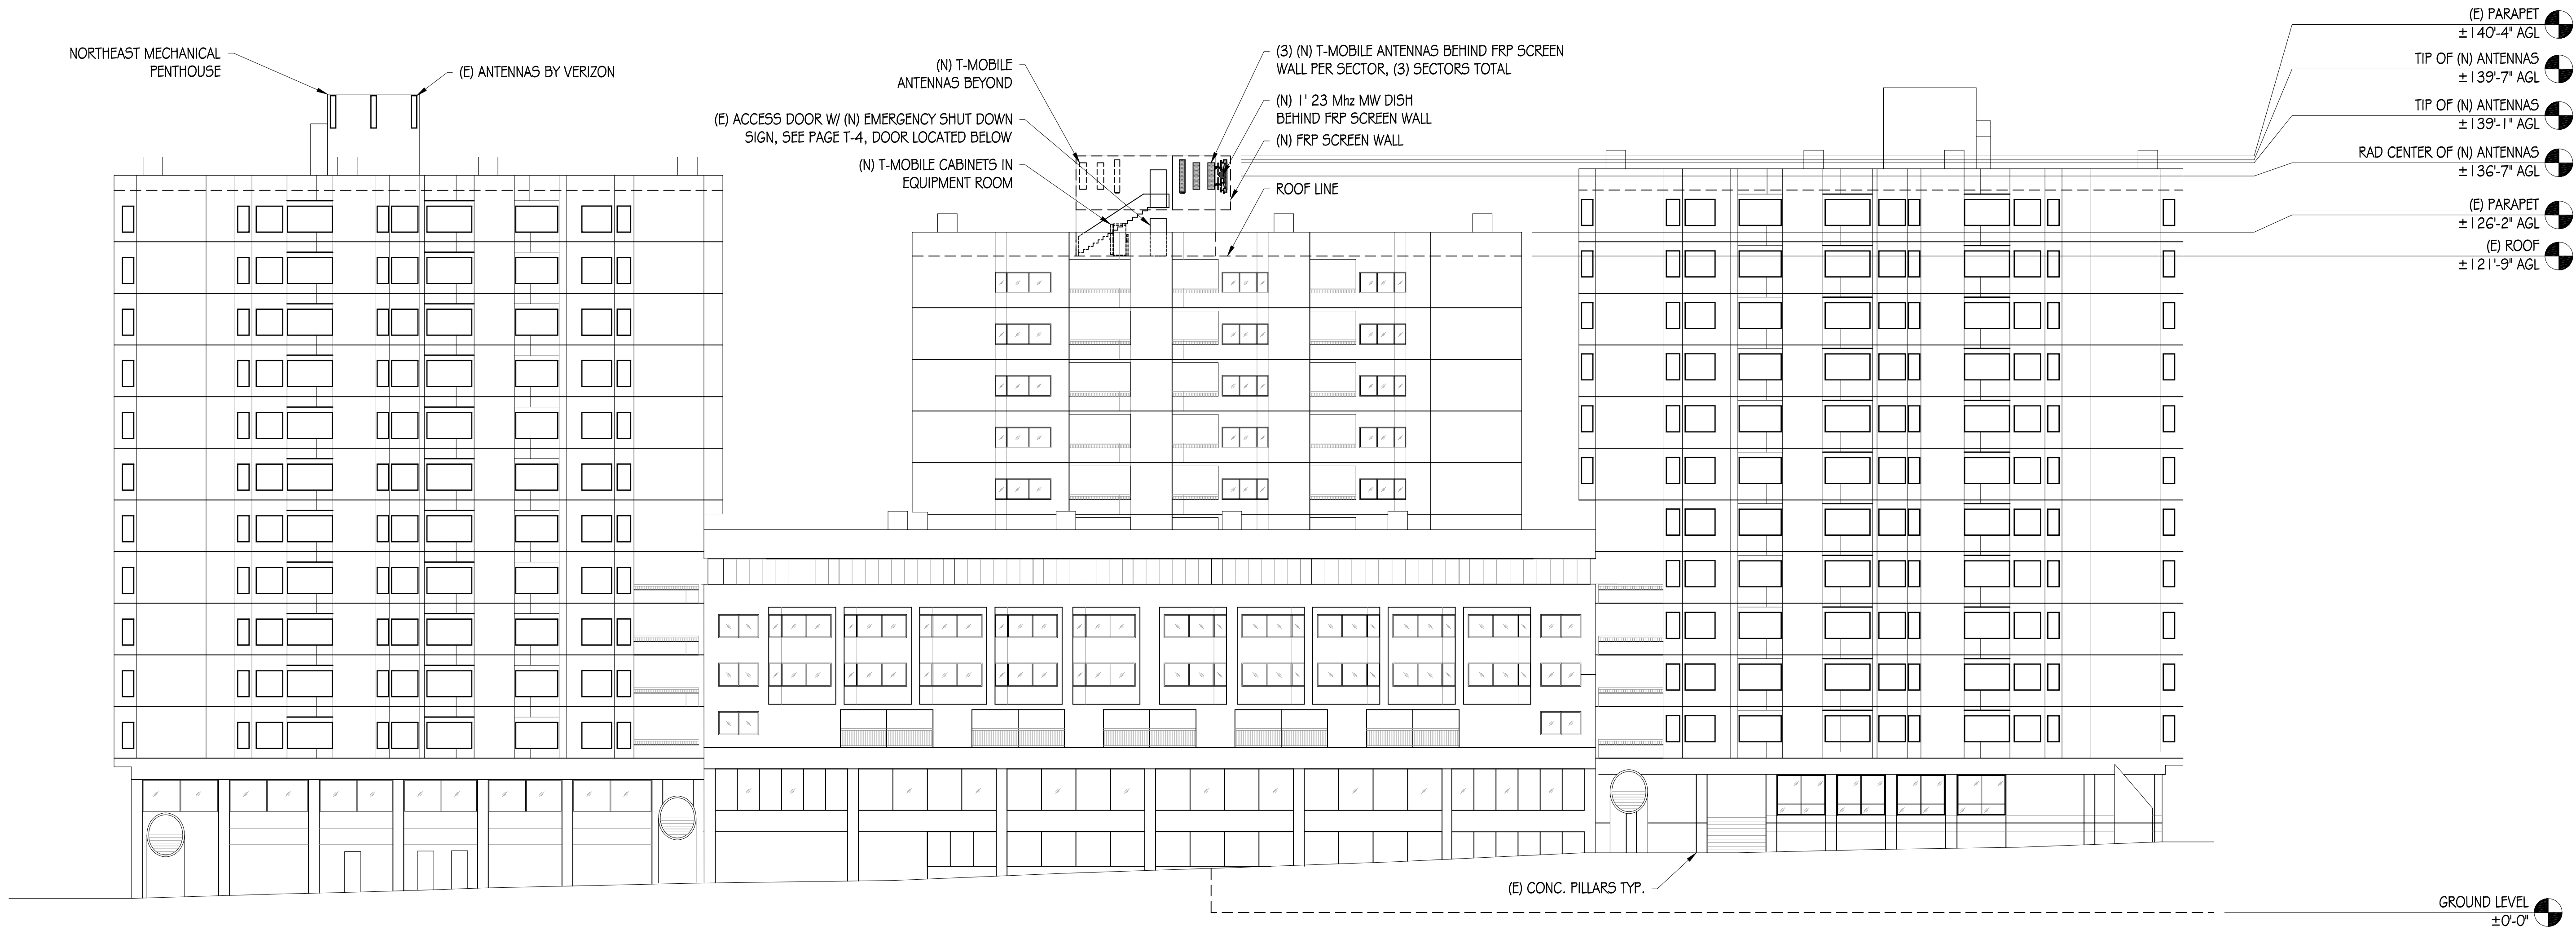 NORTHEAST MECHANICAL
PENTHOUSE
(E) ANTENNAS BY VERIZON
(N) T-MOBILE
ANTENNAS BEYOND
(E) ACCESS DOOR W/ (N) EMERGENCY SHUT DOWN
SIGN, SEE PAGE T-4, DOOR LOCATED BELOW
(N) T-MOBILE CABINETS IN
EQUIPMENT ROOM
(3) (N) T-MOBILE ANTENNAS BEHIND FRP SCREEN
WALL PER SECTOR, (3) SECTORS TOTAL
(N) 1' 23 Mhz MW DISH
BEHIND FRP SCREEN WALL
(N) FRP SCREEN WALL
ROOF LINE
(E) PARAPET
±140'-4" AGL
TIP OF (N) ANTENNAS
±139'-7" AGL
TIP OF (N) ANTENNAS
±139'-1" AGL
RAD CENTER OF (N) ANTENNAS
±136'-7" AGL
(E) PARAPET
±126'-2" AGL
(E) ROOF
±121'-9" AGL
(E) CONC. PILLARS TYP.
GROUND LEVEL
±0'-0"